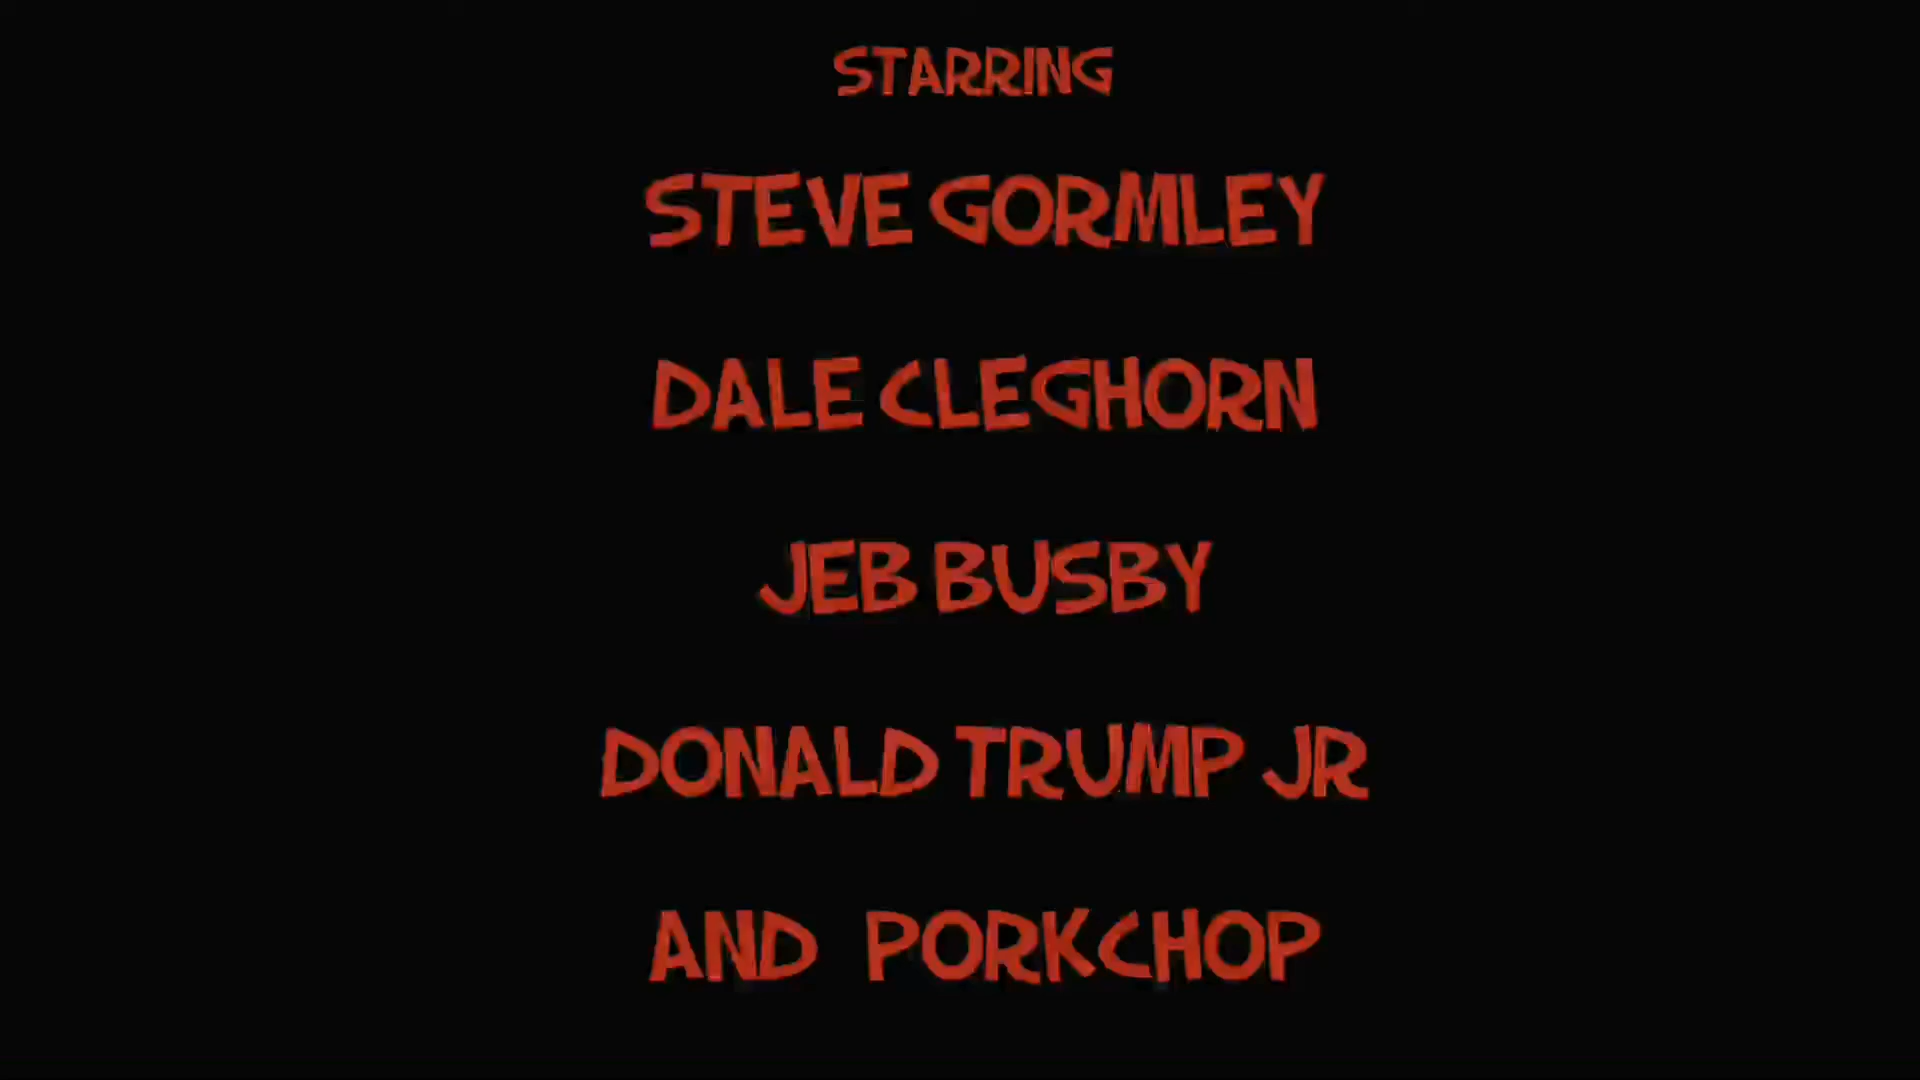 STARRING
STEVE GORMLEY
DALE CLEGHORN
JEB BUSBY
DONALD TRUMP JR
AND PORKCHOP